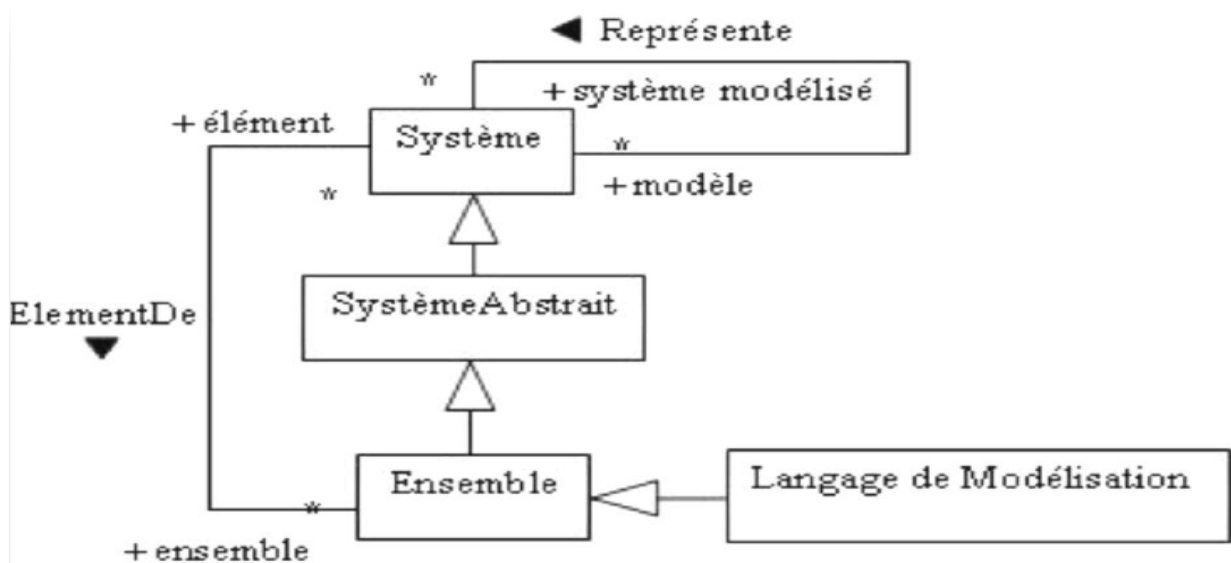 ◀ Représente
*
+système modélisé
+élément
Système
*
*
+modèle
SystèmeAbstrait
ElementDe
▼
Ensemble
Langage de Modélisation
*
+ensemble